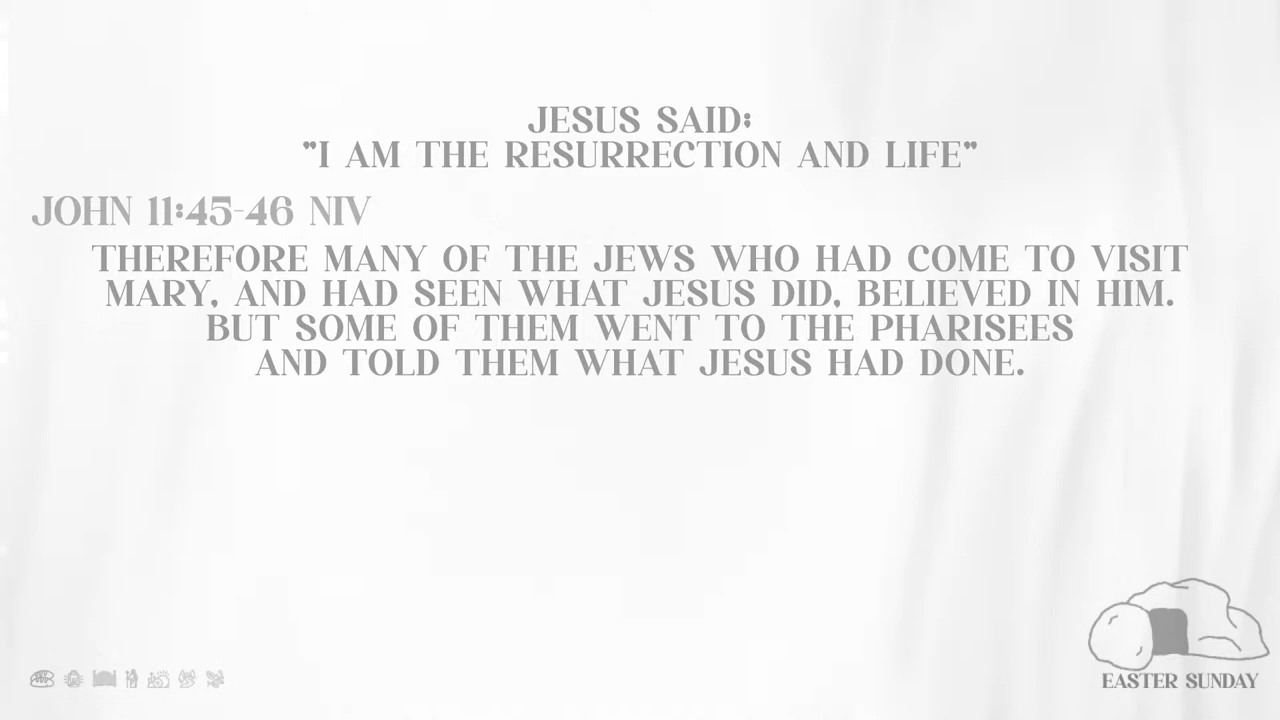 JESUS SAID:
"I AM THE RESURRECTION AND LIFE"
JOHN 11:45-46 NIV
THEREFORE MANY OF THE JEWS WHO HAD COME TO VISIT
MARY, AND HAD SEEN WHAT JESUS DID, BELIEVED IN HIM.
BUT SOME OF THEM WENT TO THE PHARISEES
AND TOLD THEM WHAT JESUS HAD DONE.
EASTER SUNDAY